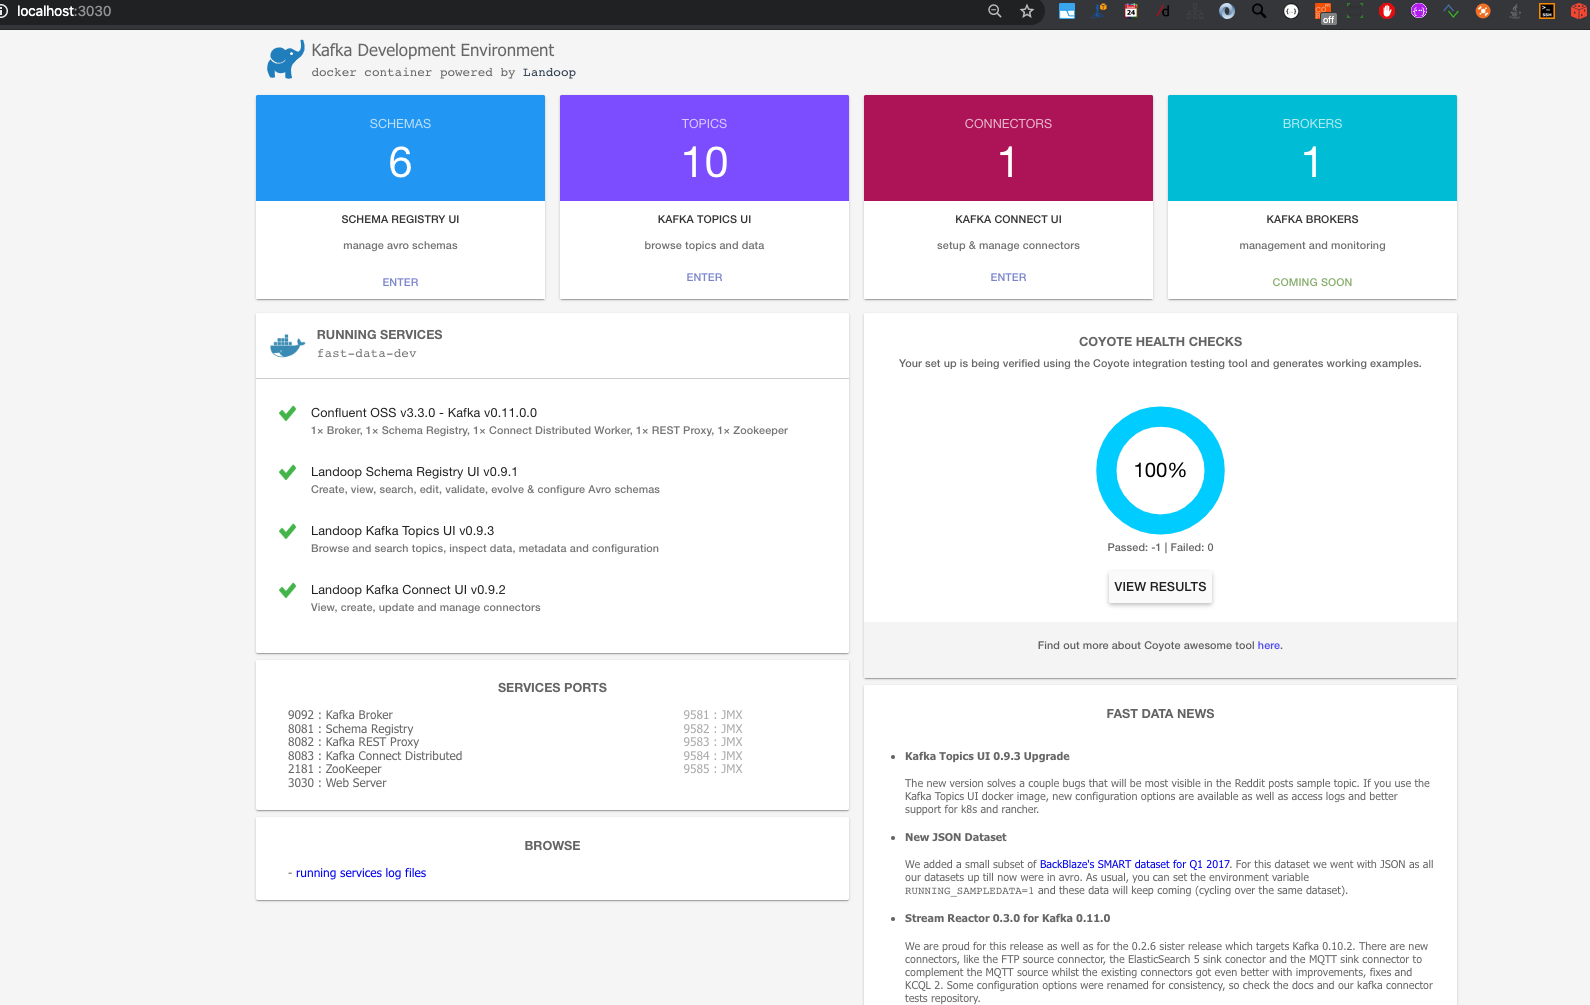 localhost:3030
24
off
Kafka Development Environment
docker container powered by Landoop
SCHEMAS
6
SCHEMA REGISTRY UI
manage avro schemas
ENTER
TOPICS
10
KAFKA TOPICS UI
browse topics and data
ENTER
CONNECTORS
1
KAFKA CONNECT UI
setup & manage connectors
ENTER
BROKERS
1
KAFKA BROKERS
management and monitoring
COMING SOON
RUNNING SERVICES
fast-data-dev
Confluent OSS v3.3.0 - Kafka v0.11.0.0
1× Broker, 1× Schema Registry, 1× Connect Distributed Worker, 1× REST Proxy, 1× Zookeeper
Landoop Schema Registry UI v0.9.1
Create, view, search, edit, validate, evolve & configure Avro schemas
Landoop Kafka Topics UI v0.9.3
Browse and search topics, inspect data, metadata and configuration
Landoop Kafka Connect UI v0.9.2
View, create, update and manage connectors
SERVICES PORTS
9092 : Kafka Broker 9581 : JMX
8081 : Schema Registry 9582 : JMX
8082 : Kafka REST Proxy 9583 : JMX
8083 : Kafka Connect Distributed 9584 : JMX
2181 : ZooKeeper 9585 : JMX
3030 : Web Server
BROWSE
- running services log files
COYOTE HEALTH CHECKS
Your set up is being verified using the Coyote integration testing tool and generates working examples.
100%
Passed: -1 | Failed: 0
VIEW RESULTS
Find out more about Coyote awesome tool here.
FAST DATA NEWS
• Kafka Topics UI 0.9.3 Upgrade
The new version solves a couple bugs that will be most visible in the Reddit posts sample topic. If you use the
Kafka Topics UI docker image, new configuration options are available as well as access logs and better
support for k8s and rancher.
• New JSON Dataset
We added a small subset of BackBlaze's SMART dataset for Q1 2017. For this dataset we went with JSON as all
our datasets up till now were in avro. As usual, you can set the environment variable
RUNNING_SAMPLEDATA=1 and these data will keep coming (cycling over the same dataset).
• Stream Reactor 0.3.0 for Kafka 0.11.0
We are proud for this release as well as for the 0.2.6 sister release which targets Kafka 0.10.2. There are new
connectors, like the FTP source connector, the ElasticSearch 5 sink conector and the MQTT sink connector to
complement the MQTT source whilst the existing connectors got even better with improvements, fixes and
KCQL 2. Some configuration options were renamed for consistency, so check the docs and our kafka connector
tests repository.